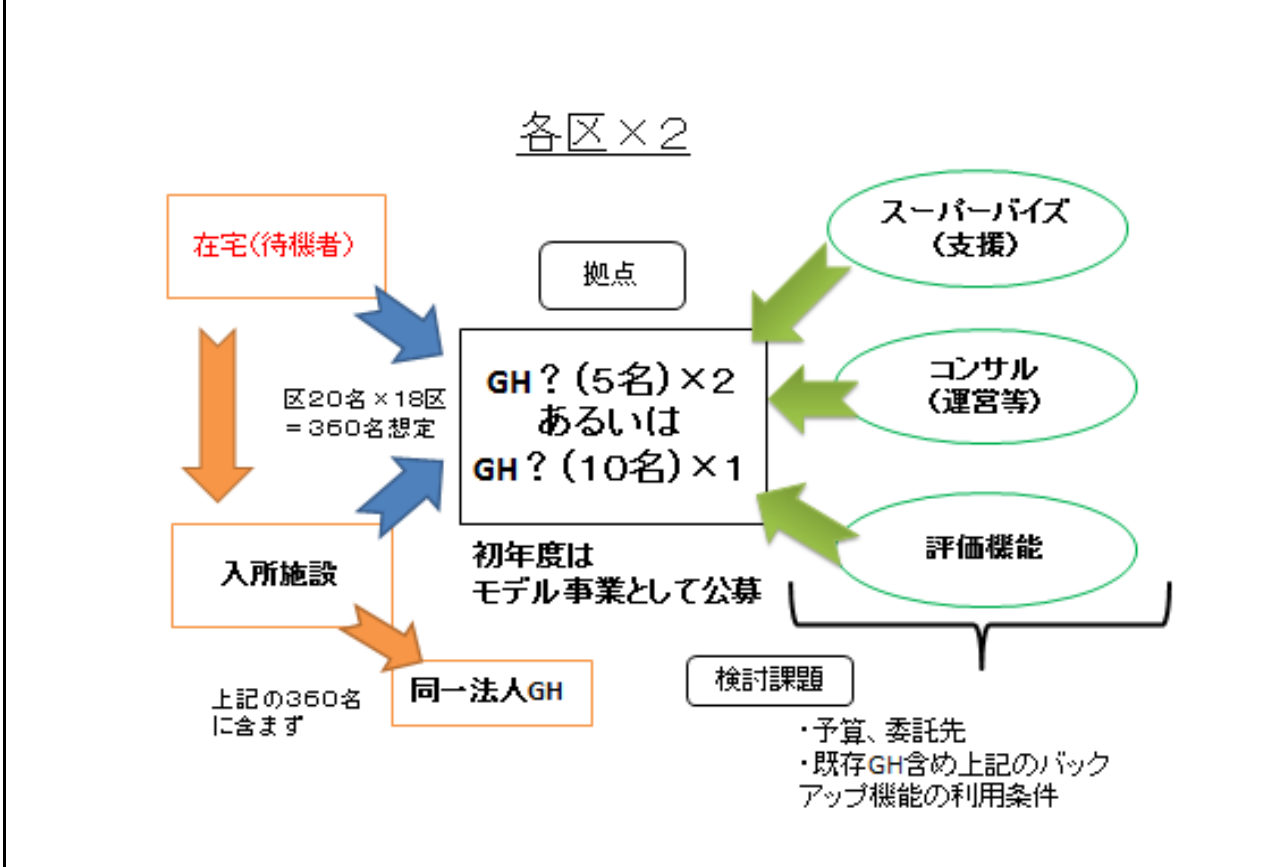 各区×2
在宅(待機者)
拠点
スーパーバイズ
(支援)
コンサル
(運営等)
評価機能
区20名×18区
=360名想定
GH?(5名)×2
あるいは
GH?(10名)×1
初年度は
モデル事業として公募
入所施設
同一法人GH
上記の360名
に含まず
検討課題
・予算、委託先
・既存GH含め上記のバック
アップ機能の利用条件